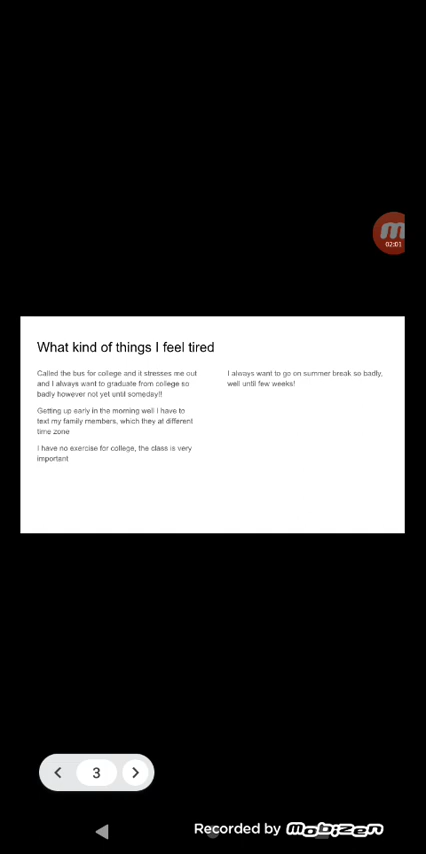 02:01
What kind of things I feel tired
Called the bus for college and it stresses me out
and I always want to graduate from college so
badly however not yet until someday!!
Getting up early in the morning well I have to
text my family members, which they at different
time zone
I have no exercise for college, the class is very
important
I always want to go on summer break so badly,
well until few weeks!
3
Recorded by mobizen